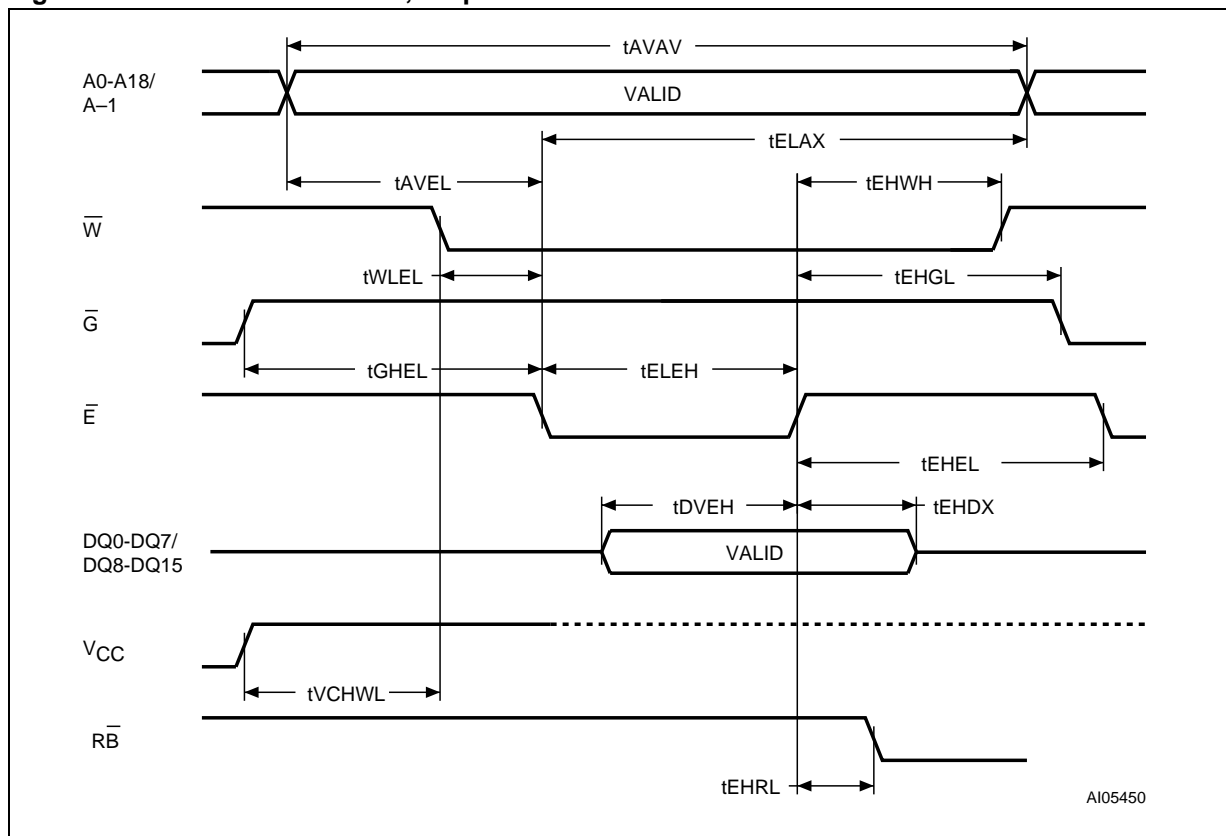 tAVAV
A0-A18/
A–1
VALID
tELAX
tAVEL
tEHWH
W̅
tWLEL
tEHGL
G̅
tGHEL
tELEH
E̅
tEHEL
tDVEH
tEHDX
DQ0-DQ7/
DQ8-DQ15
VALID
VCC
tVCHWL
RB̅
tEHRL
AI05450